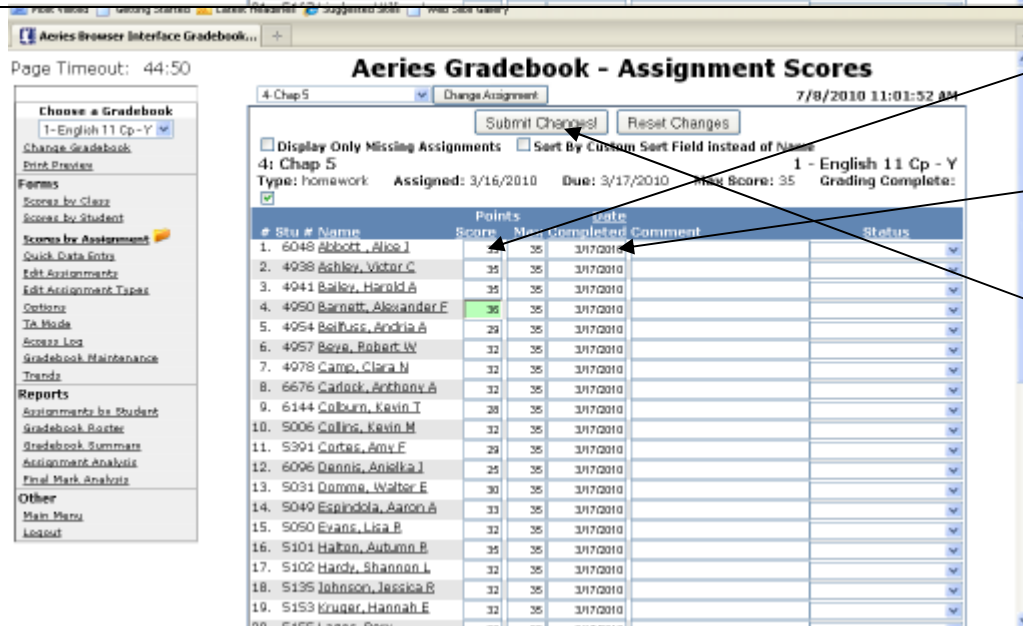 Most Visited Getting Started Latest Headlines Suggested Sites Web Slice Gallery
Aeries Browser Interface Gradebook...
Page Timeout: 44:50
Aeries Gradebook - Assignment Scores
4-Chap 5 Change Assignment 7/8/2010 11:01:52 AM
Choose a Gradebook
1-English 11 Cp-Y
Change Gradebook
Print Preview
Forms
Scores by Class
Scores by Student
Scores by Assignment
Quick Data Entry
Edit Assignments
Edit Assignment Types
Options
TA Mode
Access Log
Gradebook Maintenance
Trends
Reports
Assignments by Student
Gradebook Roster
Gradebook Summary
Assignment Analysis
Final Mark Analysis
Other
Main Menu
Logout
Submit Changes! Reset Changes
Display Only Missing Assignments Sort By Custom Sort Field instead of Name
4: Chap 5 1 - English 11 Cp - Y
Type: homework Assigned: 3/16/2010 Due: 3/17/2010 Max Score: 35 Grading Complete:
Points Date
# Stu # Name Score Max Completed Comment Status
1. 6048 Abbott, Alice J 35 3/17/2010
2. 4938 Ashley, Victor C 35 35 3/17/2010
3. 4941 Bailey, Harold A 35 35 3/17/2010
4. 4950 Barnett, Alexander F 36 35 3/17/2010
5. 4954 Beilfuss, Andria A 29 35 3/17/2010
6. 4957 Beye, Robert W 32 35 3/17/2010
7. 4978 Camp, Clara N 32 35 3/17/2010
8. 6676 Carlock, Anthony A 32 35 3/17/2010
9. 6144 Colburn, Kevin T 28 35 3/17/2010
10. 5006 Collins, Kevin M 32 35 3/17/2010
11. 5391 Cortes, Amy F 29 35 3/17/2010
12. 6096 Dennis, Anielka J 25 35 3/17/2010
13. 5031 Domme, Walter E 30 35 3/17/2010
14. 5049 Espindola, Aaron A 33 35 3/17/2010
15. 5050 Evans, Lisa R 32 35 3/17/2010
16. 5101 Halton, Autumn R 35 35 3/17/2010
17. 5102 Hardy, Shannon L 32 35 3/17/2010
18. 5135 Johnson, Jessica R 32 35 3/17/2010
19. 5153 Kruger, Hannah E 32 35 3/17/2010